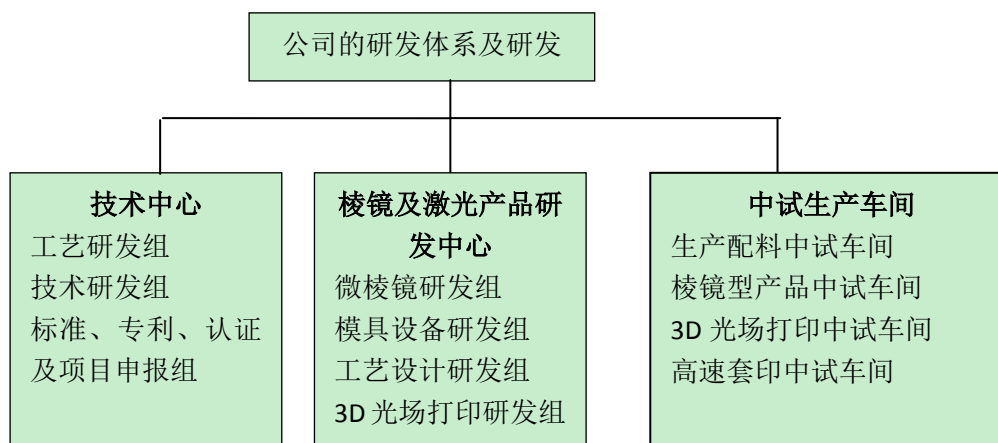 公司的研发体系及研发
技术中心
工艺研发组
技术研发组
标准、专利、认证
及项目申报组
棱镜及激光产品研
发中心
微棱镜研发组
模具设备研发组
工艺设计研发组
3D 光场打印研发组
中试生产车间
生产配料中试车间
棱镜型产品中试车间
3D 光场打印中试车间
高速套印中试车间